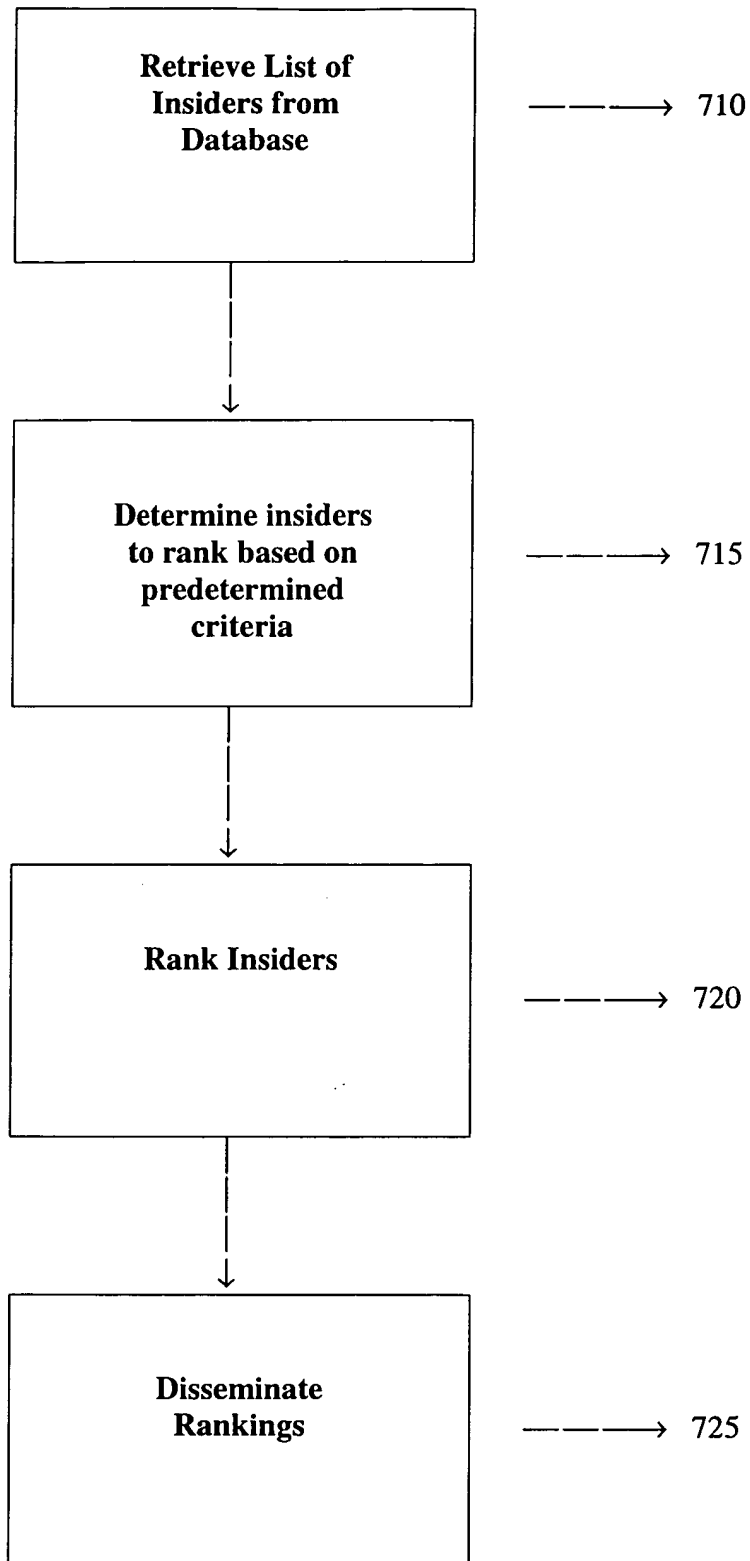 Retrieve List of
Insiders from
Database
710
Determine insiders
to rank based on
predetermined
criteria
715
Rank Insiders
720
Disseminate
Rankings
725